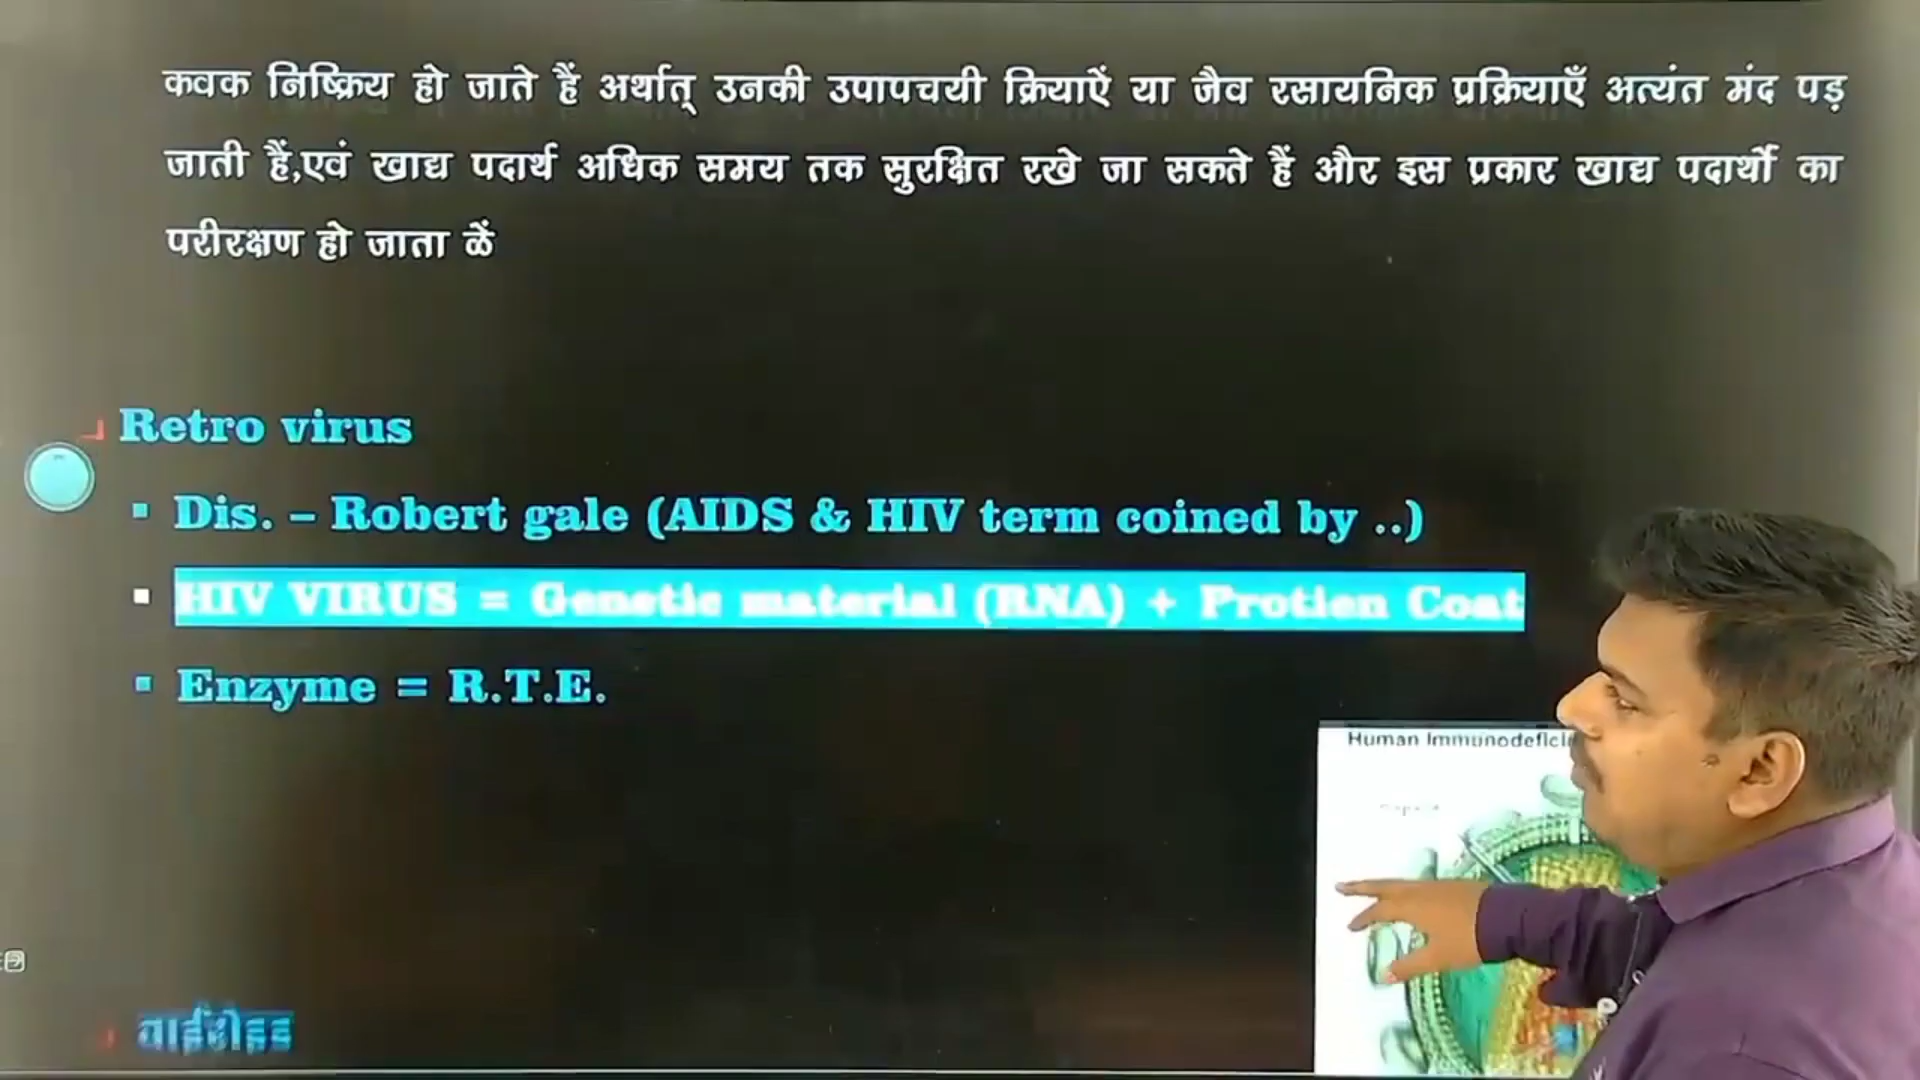 कवक निष्क्रिय हो जाते हैं अर्थात् उनकी उपापचयी क्रियाऐं या जैव रसायनिक प्रक्रियाएँ अत्यंत मंद पड़
जाती हैं,एवं खाद्य पदार्थ अधिक समय तक सुरक्षित रखे जा सकते हैं और इस प्रकार खाद्य पदार्थो का
परीरक्षण हो जाता ळें
Retro virus
Dis. – Robert gale (AIDS & HIV term coined by ..)
HIV VIRUS = Genetic material (RNA) + Protien Coat
Enzyme = R.T.E.
Human Immunodefici
वाईरोइड